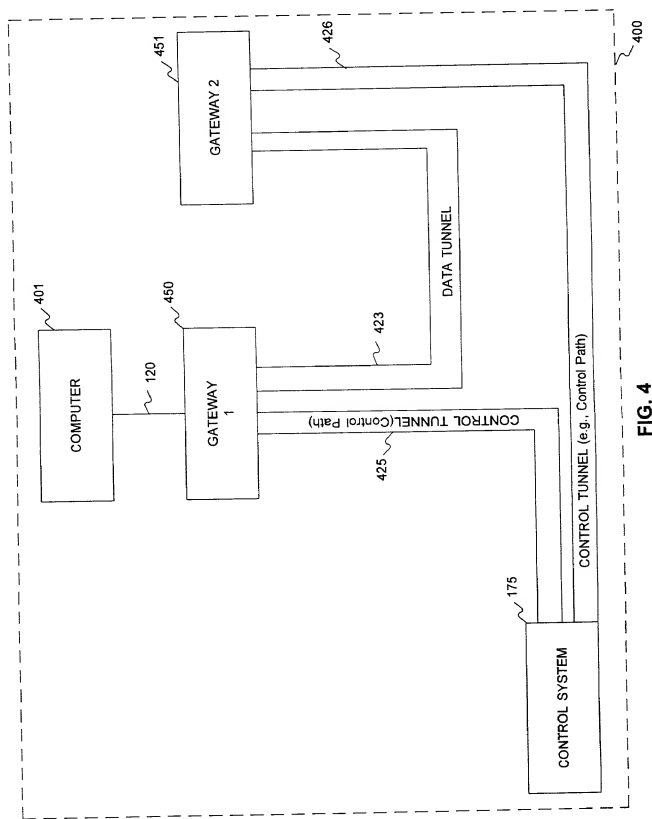 400
COMPUTER
401
120
GATEWAY
1
450
GATEWAY 2
451
CONTROL TUNNEL(Control Path)
425
423
DATA TUNNEL
426
CONTROL SYSTEM
175
CONTROL TUNNEL (e.g., Control Path)
FIG. 4